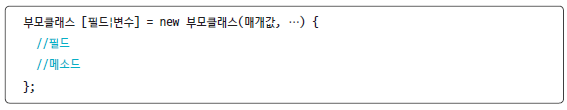 부모클래스 [필드|변수] = new 부모클래스(매개값, …) {
//필드
//메소드
};